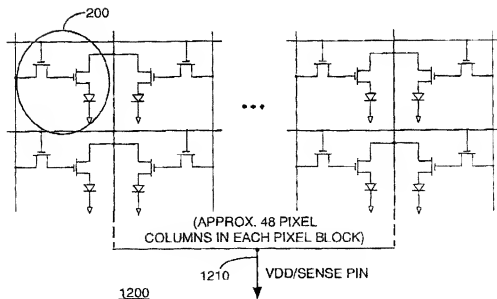 200
(APPROX. 48 PIXEL
COLUMNS IN EACH PIXEL BLOCK)
1210
VDD/SENSE PIN
1200